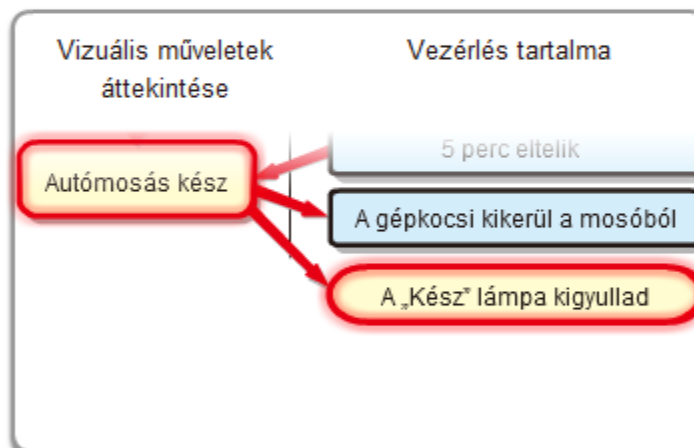 Vizuális műveletek
áttekintése
Vezérlés tartalma
5 perc eltelik
Autómosás kész
A gépkocsi kikerül a mosóból
A „Kész” lámpa kigyullad